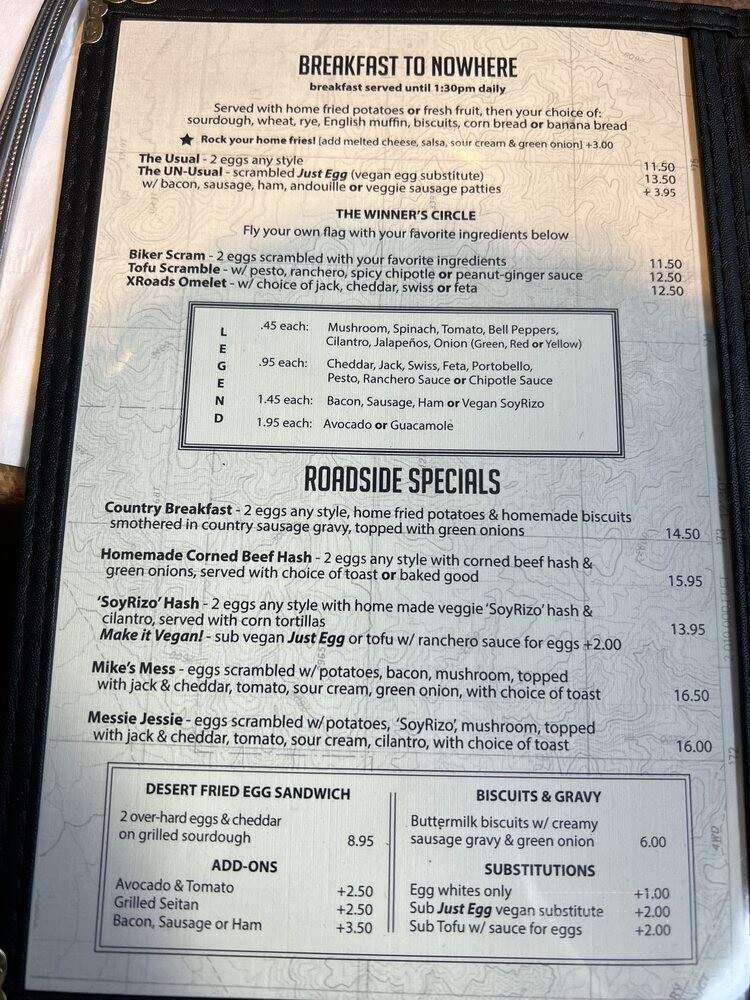 BREAKFAST TO NOWHERE
breakfast served until 1:30pm daily
Served with home fried potatoes or fresh fruit, then your choice of:
sourdough, wheat, rye, English muffin, biscuits, corn bread or banana bread
★ Rock your home fries! [add melted cheese, salsa, sour cream & green onion] +3.00
The Usual - 2 eggs any style 11.50
The UN-Usual - scrambled Just Egg (vegan egg substitute) 13.50
w/ bacon, sausage, ham, andouille or veggie sausage patties + 3.95
THE WINNER'S CIRCLE
Fly your own flag with your favorite ingredients below
Biker Scram - 2 eggs scrambled with your favorite ingredients 11.50
Tofu Scramble - w/ pesto, ranchero, spicy chipotle or peanut-ginger sauce 12.50
XRoads Omelet - w/ choice of jack, cheddar, swiss or feta 12.50
LEGEND
.45 each: Mushroom, Spinach, Tomato, Bell Peppers,
Cilantro, Jalapeños, Onion (Green, Red or Yellow)
.95 each: Cheddar, Jack, Swiss, Feta, Portobello,
Pesto, Ranchero Sauce or Chipotle Sauce
1.45 each: Bacon, Sausage, Ham or Vegan SoyRizo
1.95 each: Avocado or Guacamole
ROADSIDE SPECIALS
Country Breakfast - 2 eggs any style, home fried potatoes & homemade biscuits
smothered in country sausage gravy, topped with green onions 14.50
Homemade Corned Beef Hash - 2 eggs any style with corned beef hash &
green onions, served with choice of toast or baked good 15.95
'SoyRizo' Hash - 2 eggs any style with home made veggie 'SoyRizo' hash &
cilantro, served with corn tortillas 13.95
Make it Vegan! - sub vegan Just Egg or tofu w/ ranchero sauce for eggs +2.00
Mike's Mess - eggs scrambled w/ potatoes, bacon, mushroom, topped
with jack & cheddar, tomato, sour cream, green onion, with choice of toast 16.50
Messie Jessie - eggs scrambled w/ potatoes, 'SoyRizo', mushroom, topped
with jack & cheddar, tomato, sour cream, cilantro, with choice of toast 16.00
DESERT FRIED EGG SANDWICH
2 over-hard eggs & cheddar
on grilled sourdough 8.95
ADD-ONS
Avocado & Tomato +2.50
Grilled Seitan +2.50
Bacon, Sausage or Ham +3.50
BISCUITS & GRAVY
Buttermilk biscuits w/ creamy
sausage gravy & green onion 6.00
SUBSTITUTIONS
Egg whites only +1.00
Sub Just Egg vegan substitute +2.00
Sub Tofu w/ sauce for eggs +2.00
4WD